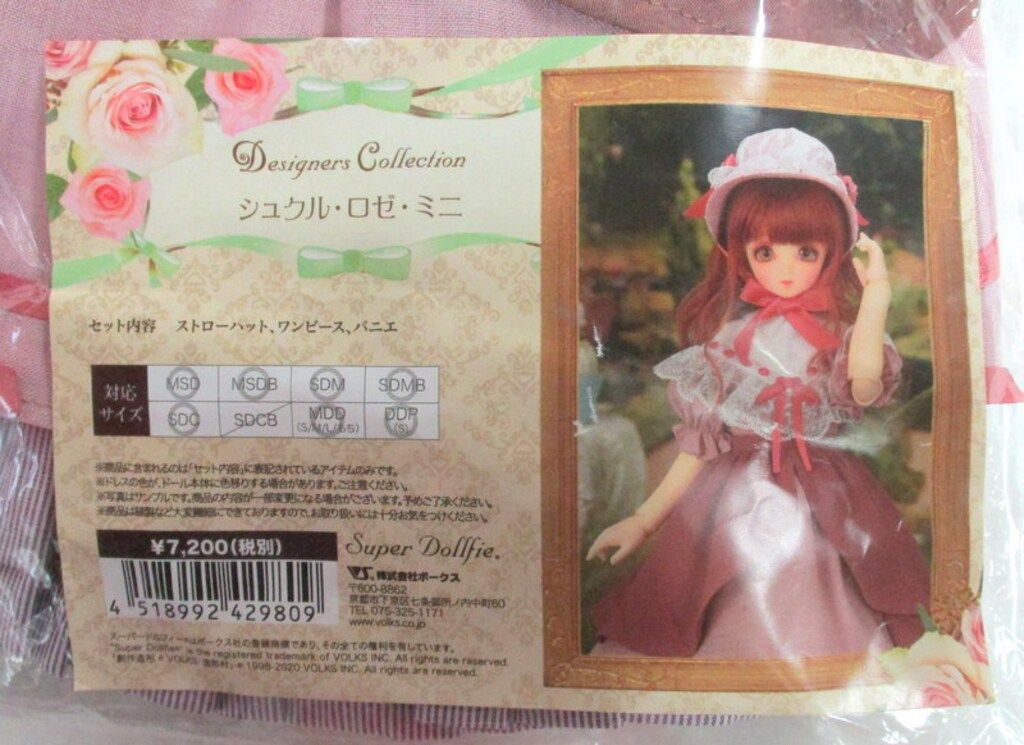 Designers Collection
シュクル・ロゼ・ミニ
セット内容 ストローハット、ワンピース、パニエ
対応サイズ
MSD MSDB SDM SDMB
SDC SDCB MDD (S/M/L/6/5) DDP (S)
※商品に含まれるのは「セット内容」に表記されているアイテムのみです。
※ドレスの色が、ドール本体に色移りする場合があります。ご注意ください。
※写真はサンプルです。商品の内容が一部変更になる場合がございます。予めご了承ください。
※商品は縫製など大変繊細にできておりますので、お取り扱いには十分お気をつけください。
¥7,200(税別)
4 518992 429809
Super Dollfie®
VS. 株式会社ボークス
〒600-8862
京都市下京区七条御所ノ内中町60
TEL 075-325-1171
www.volks.co.jp
スーパードルフィーはボークス社の登録商標であり、その全ての権利を有しています。
"Super Dollfie" is the registered trademark of VOLKS INC. All rights are reserved.
「創作造形©VOLKS・造形村」© 1998-2020 VOLKS INC. All rights are reserved.